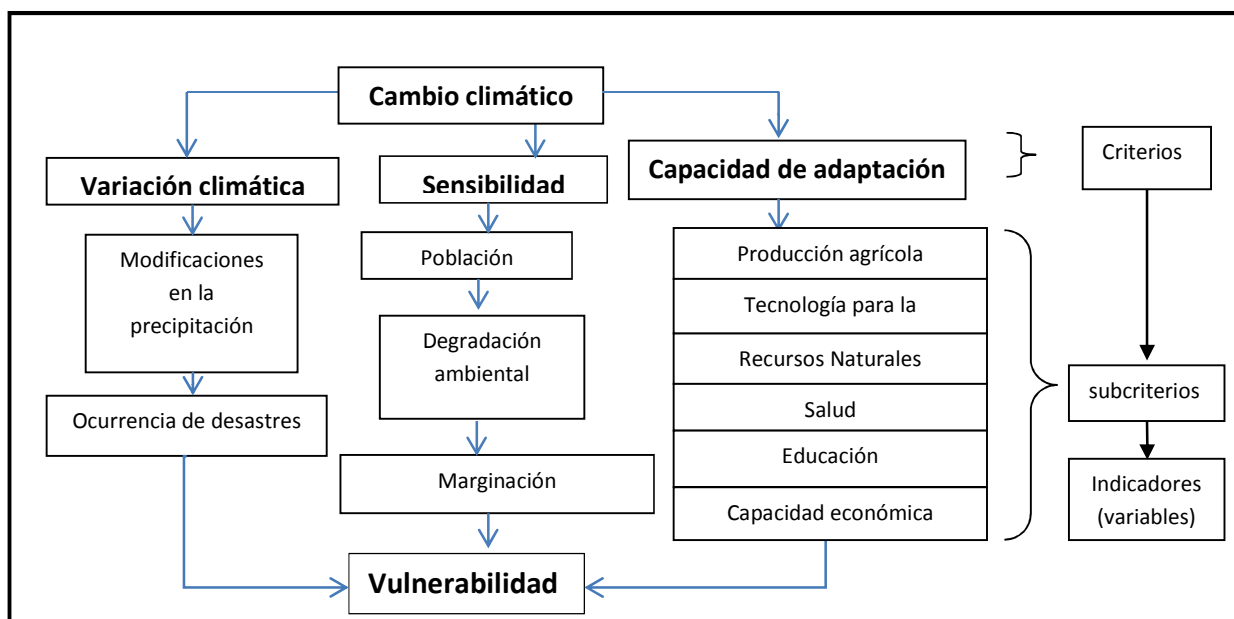 Cambio climático
Variación climática
Sensibilidad
Capacidad de adaptación
Criterios
Modificaciones
en la
precipitación
Ocurrencia de desastres
Población
Degradación
ambiental
Marginación
Producción agrícola
Tecnología para la
Recursos Naturales
Salud
Educación
Capacidad económica
subcriterios
Indicadores
(variables)
Vulnerabilidad